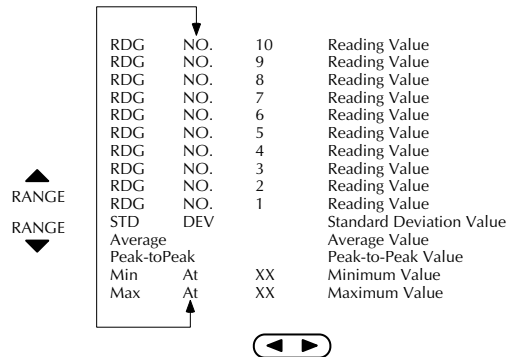 RDG NO. 10 Reading Value
RDG NO. 9 Reading Value
RDG NO. 8 Reading Value
RDG NO. 7 Reading Value
RDG NO. 6 Reading Value
RDG NO. 5 Reading Value
RDG NO. 4 Reading Value
RDG NO. 3 Reading Value
RDG NO. 2 Reading Value
RDG NO. 1 Reading Value
STD DEV Standard Deviation Value
Average Average Value
Peak-toPeak Peak-to-Peak Value
Min At XX Minimum Value
Max At XX Maximum Value
RANGE
RANGE